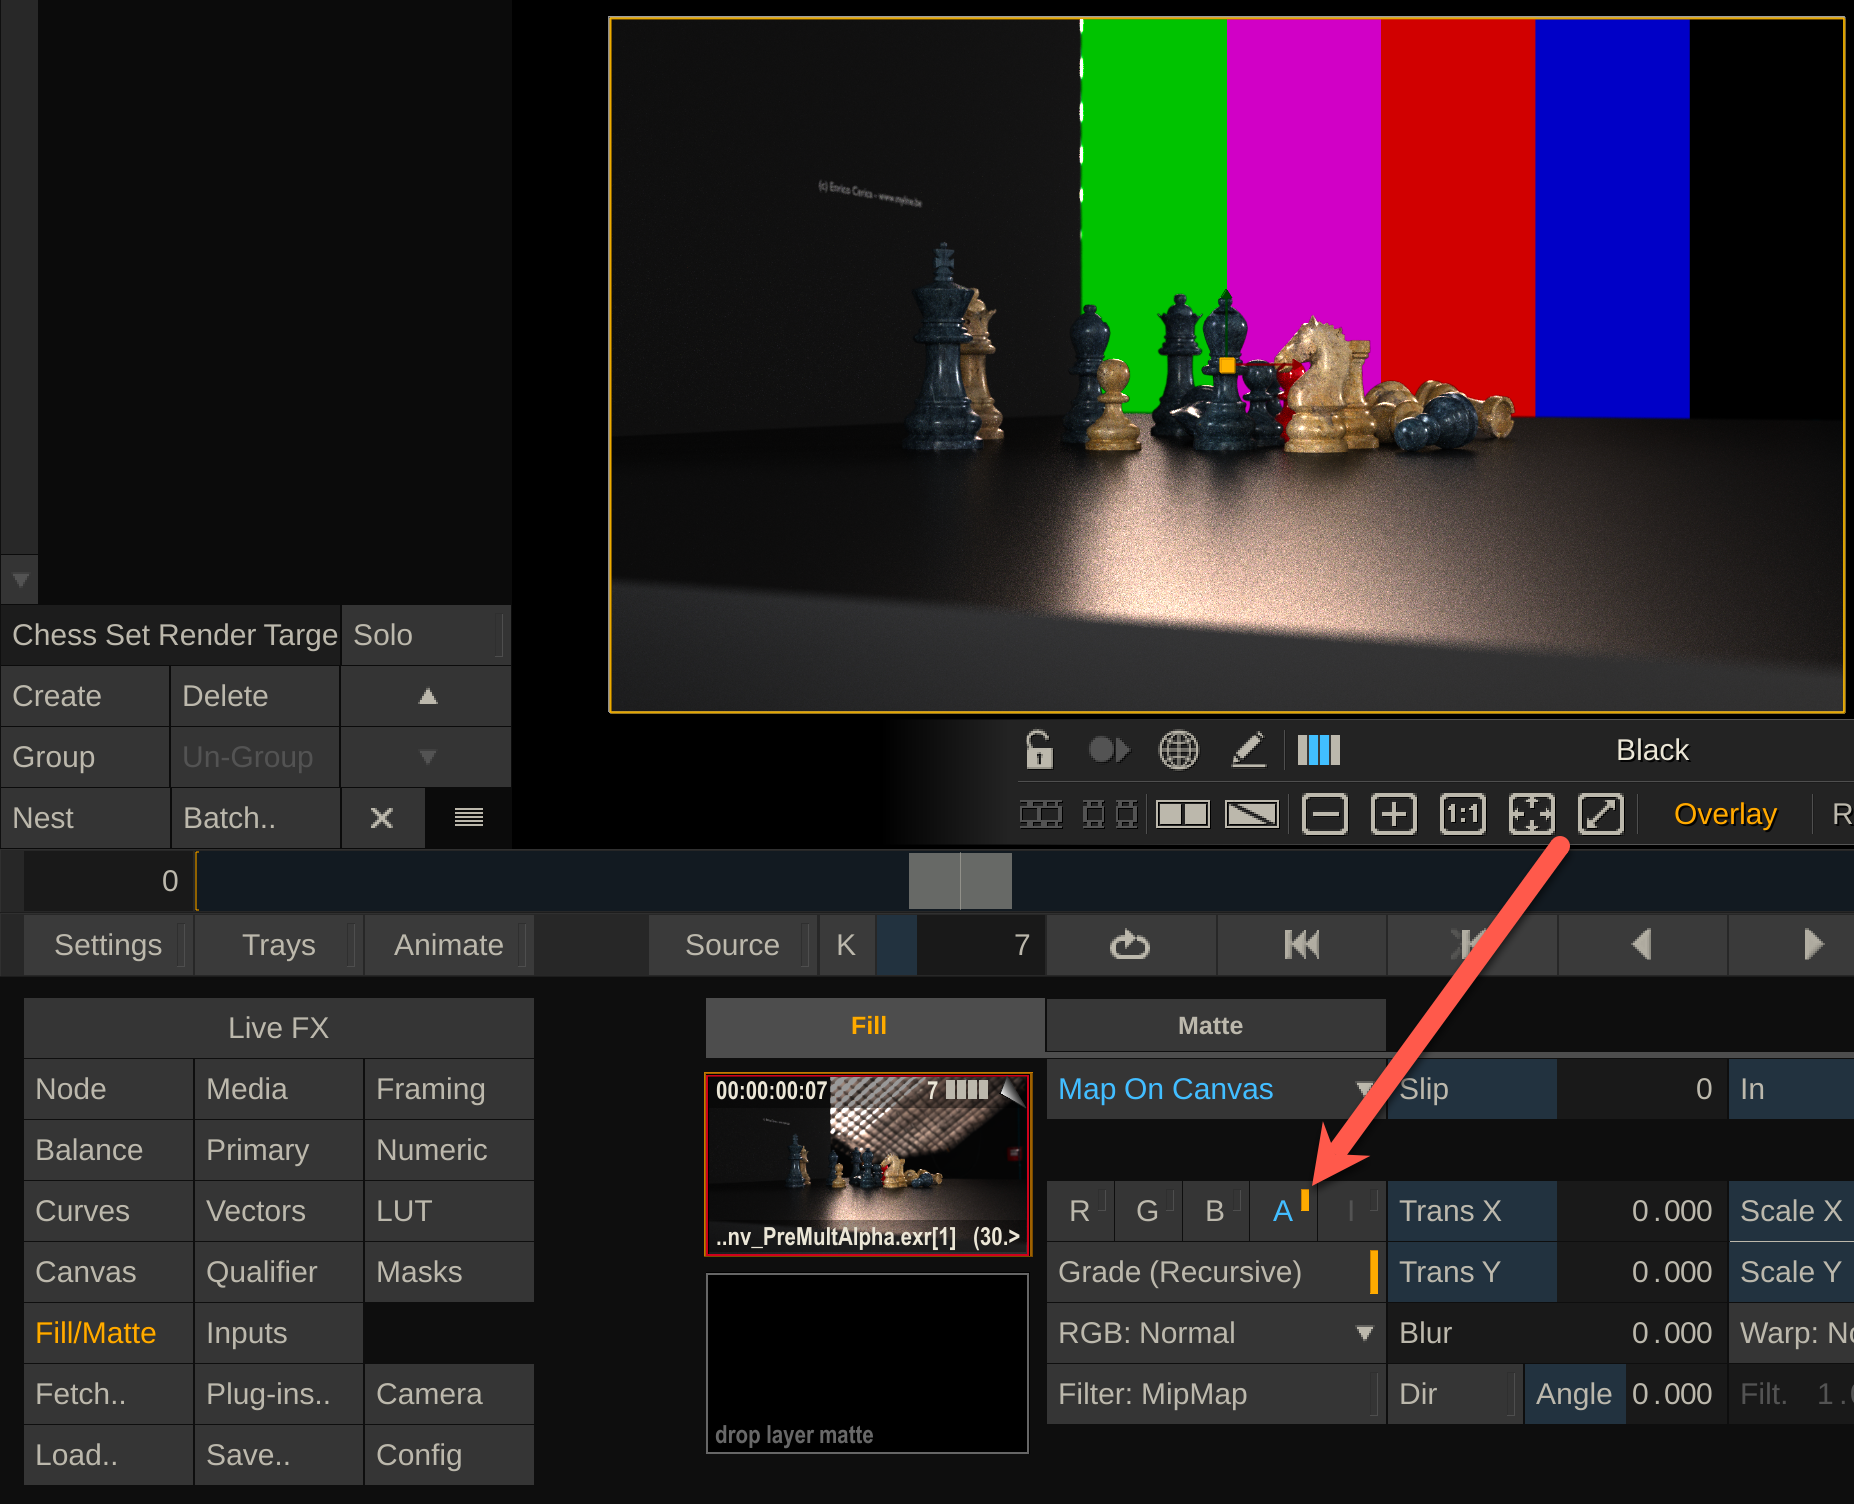 (c) Enrico Cerica - www.myline.be
Chess Set Render Targe
Solo
Create
Delete
Group
Un-Group
Nest
Batch..
Black
1:1
Overlay
R
0
Settings
Trays
Animate
Source
K
7
Live FX
Fill
Matte
Node
Media
Framing
00:00:00:07
7
Map On Canvas
Slip
0
In
Balance
Primary
Numeric
Curves
Vectors
LUT
R
G
B
A
I
Trans X
0.000
Scale X
..nv_PreMultAlpha.exr[1] (30.>
Canvas
Qualifier
Masks
Grade (Recursive)
Trans Y
0.000
Scale Y
Fill/Matte
Inputs
RGB: Normal
Blur
0.000
Warp: No
Fetch..
Plug-ins..
Camera
Filter: MipMap
Dir
Angle
0.000
Filt.
1.0
drop layer matte
Load..
Save..
Config